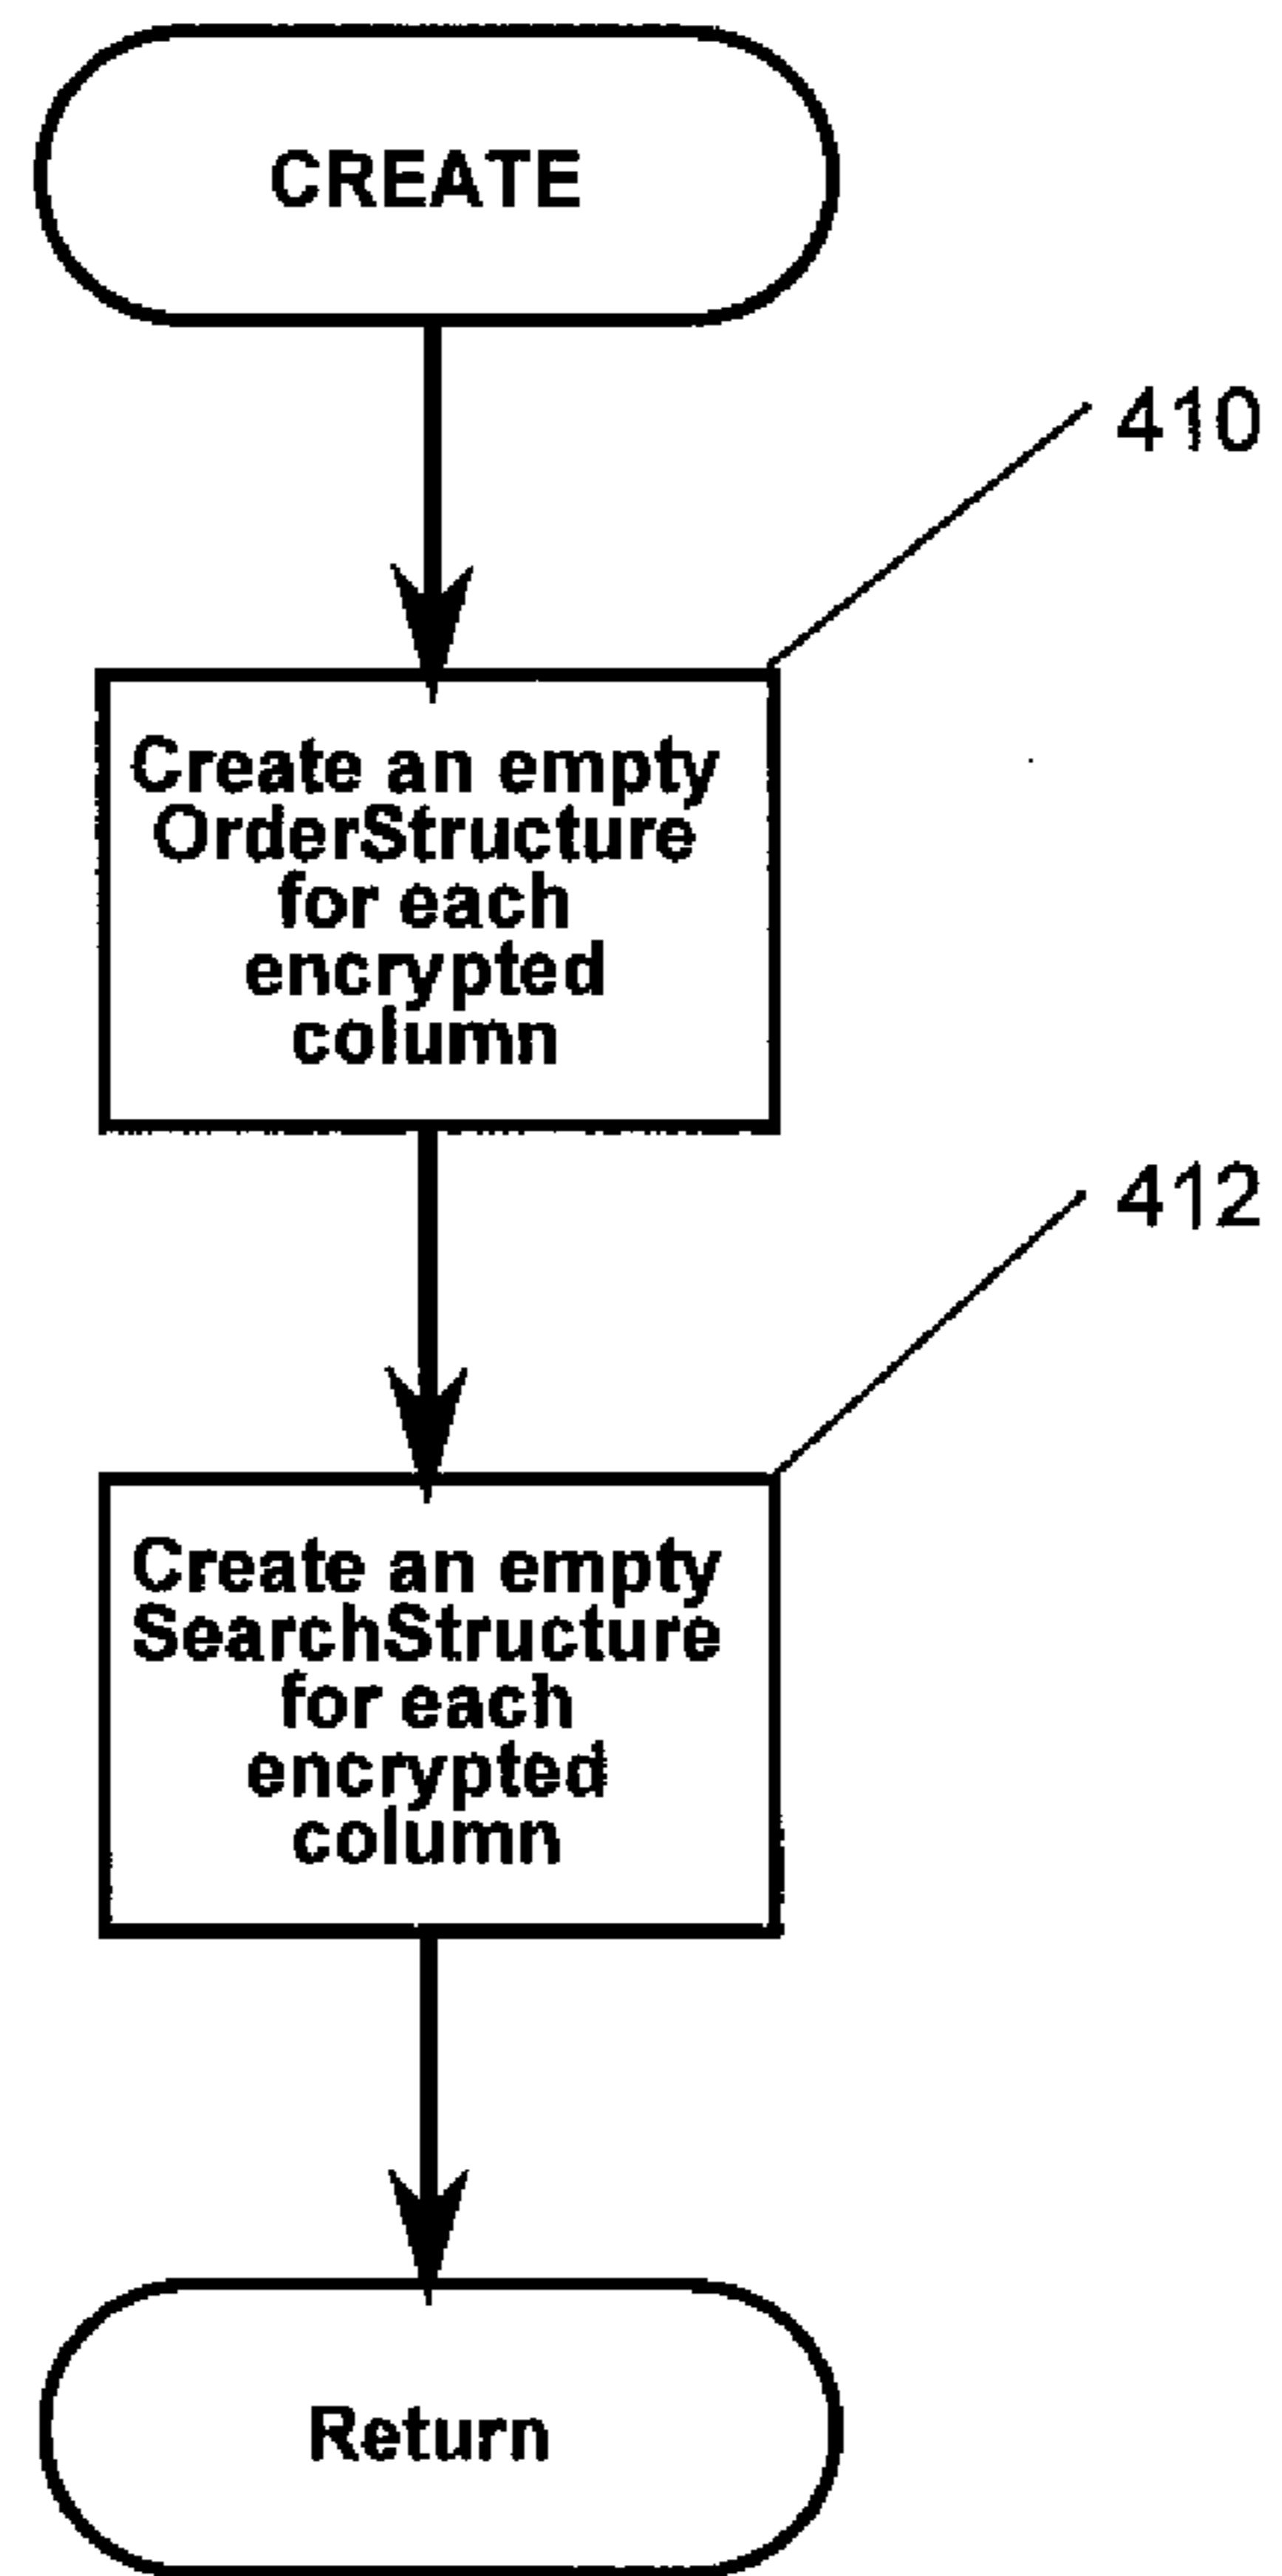 CREATE
410
Create an empty
OrderStructure
for each
encrypted
column
412
Create an empty
SearchStructure
for each
encrypted
column
Return